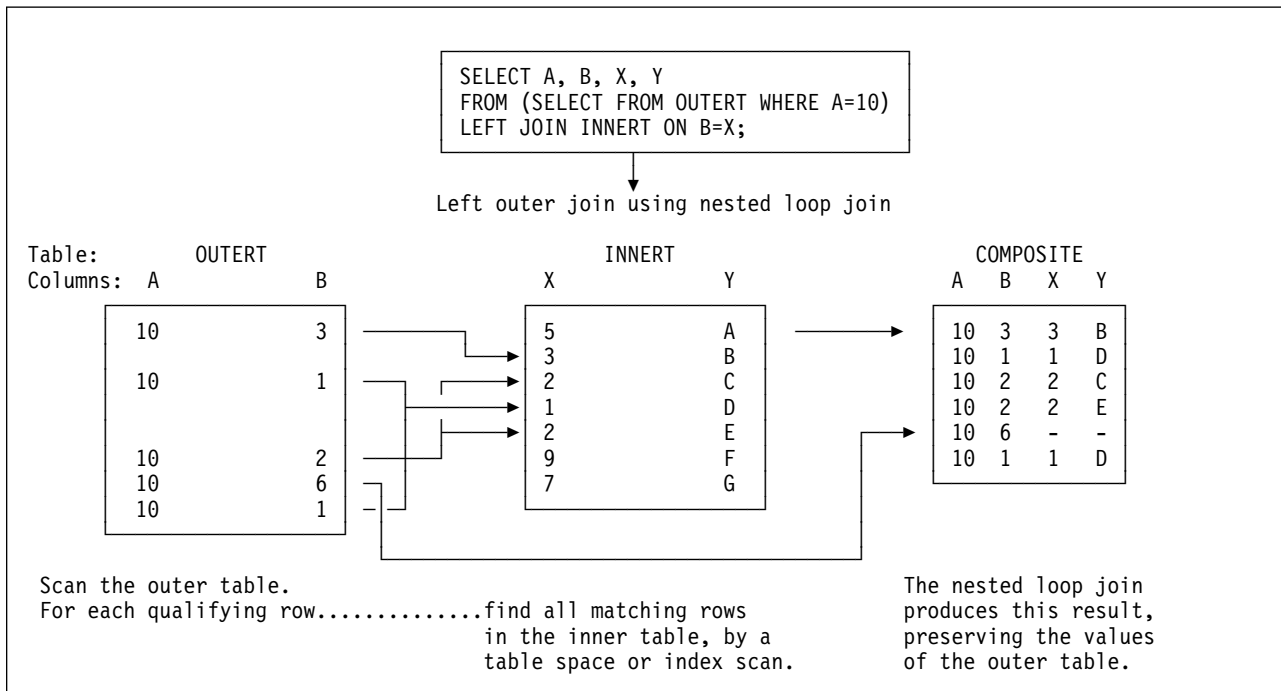 SELECT A, B, X, Y
FROM (SELECT FROM OUTERT WHERE A=10)
LEFT JOIN INNERT ON B=X;
Left outer join using nested loop join
Table: OUTERT INNERT COMPOSITE
Columns: A B X Y A B X Y
10 3 5 A 10 3 3 B
3 B 10 1 1 D
10 1 2 C 10 2 2 C
1 D 10 2 2 E
2 E 10 6 - -
10 2 9 F 10 1 1 D
10 6 7 G
10 1
Scan the outer table. The nested loop join
For each qualifying row..............find all matching rows produces this result,
in the inner table, by a preserving the values
table space or index scan. of the outer table.